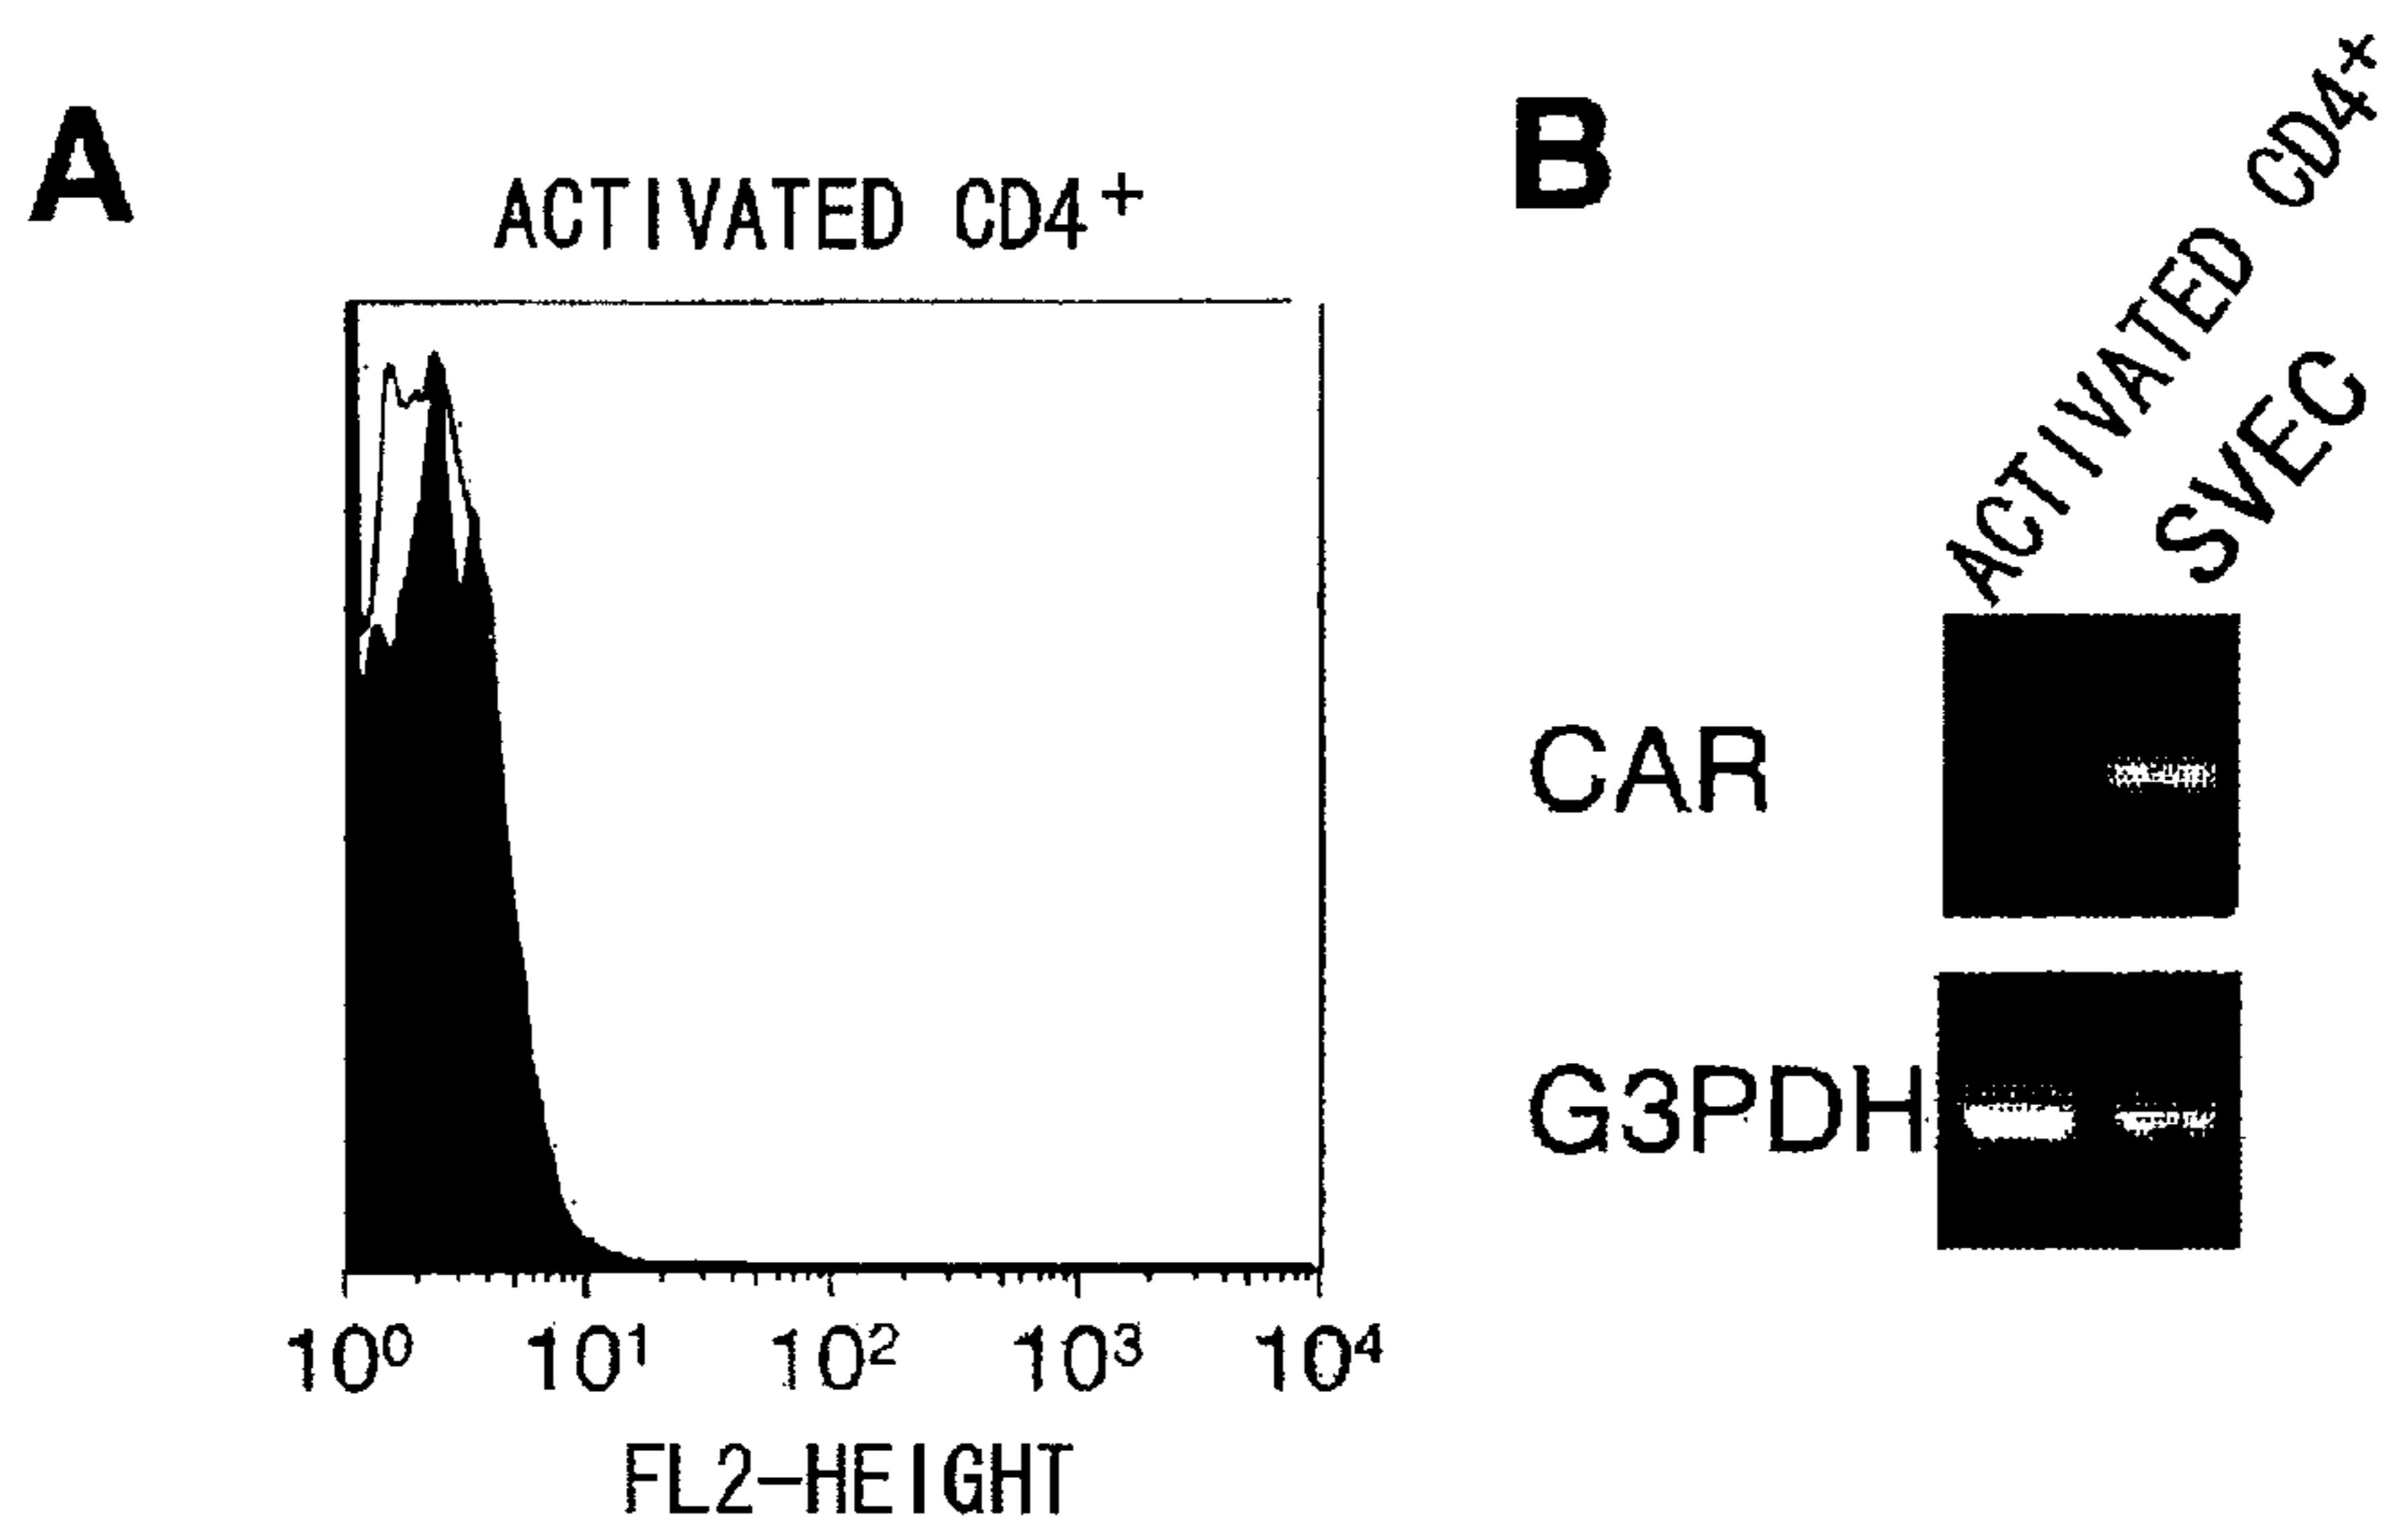 A
ACTIVATED CD4⁺
10⁰ 10¹ 10² 10³ 10⁴
FL2-HEIGHT
B
ACTIVATED CD4⁺
SVEC
CAR
G3PDH